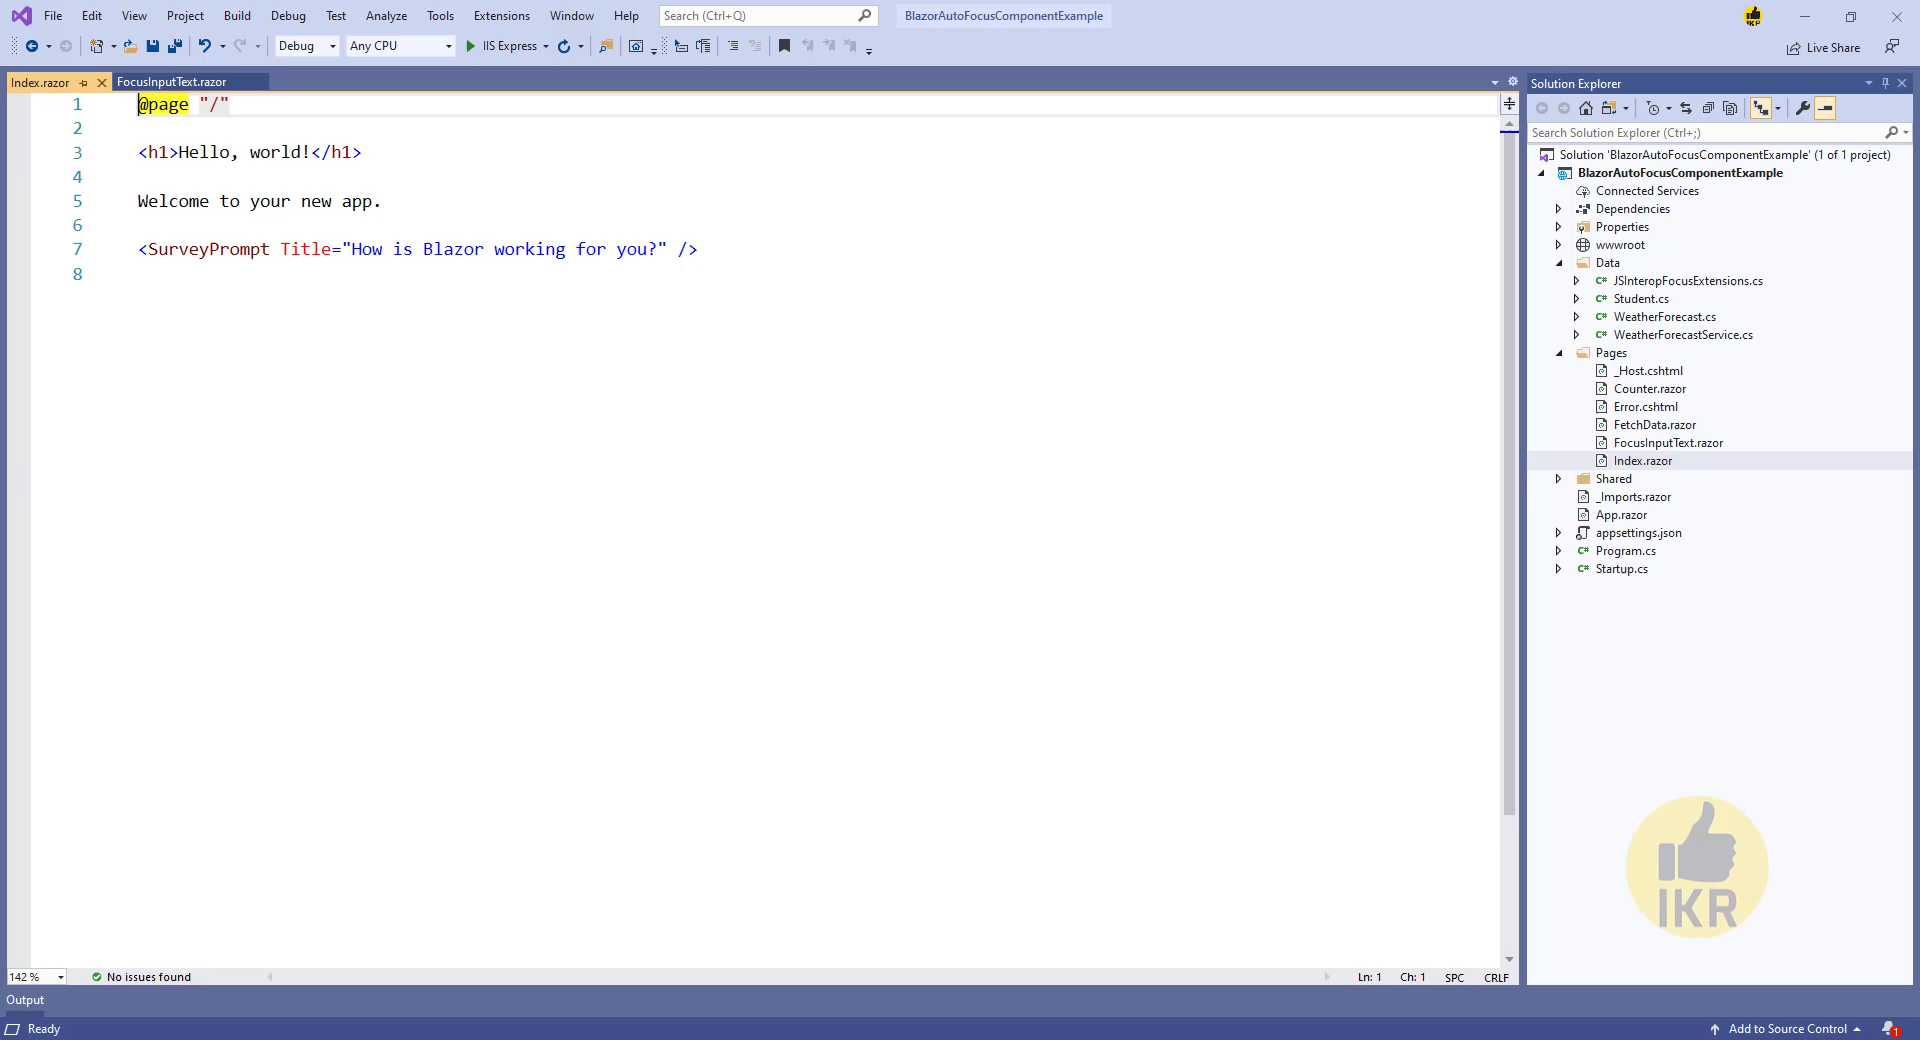 File Edit View Project Build Debug Test Analyze Tools Extensions Window Help Search (Ctrl+Q) BlazorAutoFocusComponentExample
Debug Any CPU IIS Express Live Share
Index.razor FocusInputText.razor
1 @page "/"
2
3 <h1>Hello, world!</h1>
4
5 Welcome to your new app.
6
7 <SurveyPrompt Title="How is Blazor working for you?" />
8
Solution Explorer
Search Solution Explorer (Ctrl+;)
Solution 'BlazorAutoFocusComponentExample' (1 of 1 project)
BlazorAutoFocusComponentExample
Connected Services
Dependencies
Properties
wwwroot
Data
C# JSInteropFocusExtensions.cs
C# Student.cs
C# WeatherForecast.cs
C# WeatherForecastService.cs
Pages
_Host.cshtml
Counter.razor
Error.cshtml
FetchData.razor
FocusInputText.razor
Index.razor
Shared
_Imports.razor
App.razor
appsettings.json
C# Program.cs
C# Startup.cs
IKR
142 % No issues found Ln: 1 Ch: 1 SPC CRLF
Output
Ready Add to Source Control 1